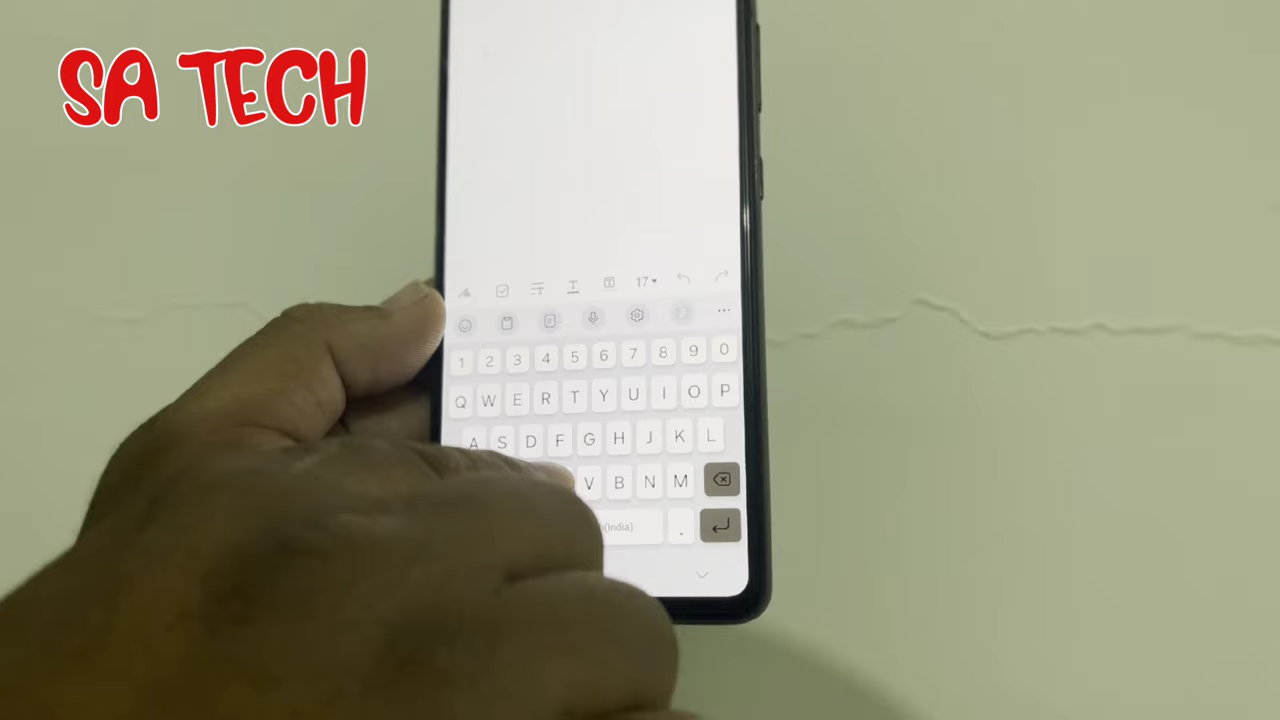 SA TECH
17
1 2 3 4 5 6 7 8 9 0
Q W E R T Y U I O P
A S D F G H J K L
V B N M
(India) .